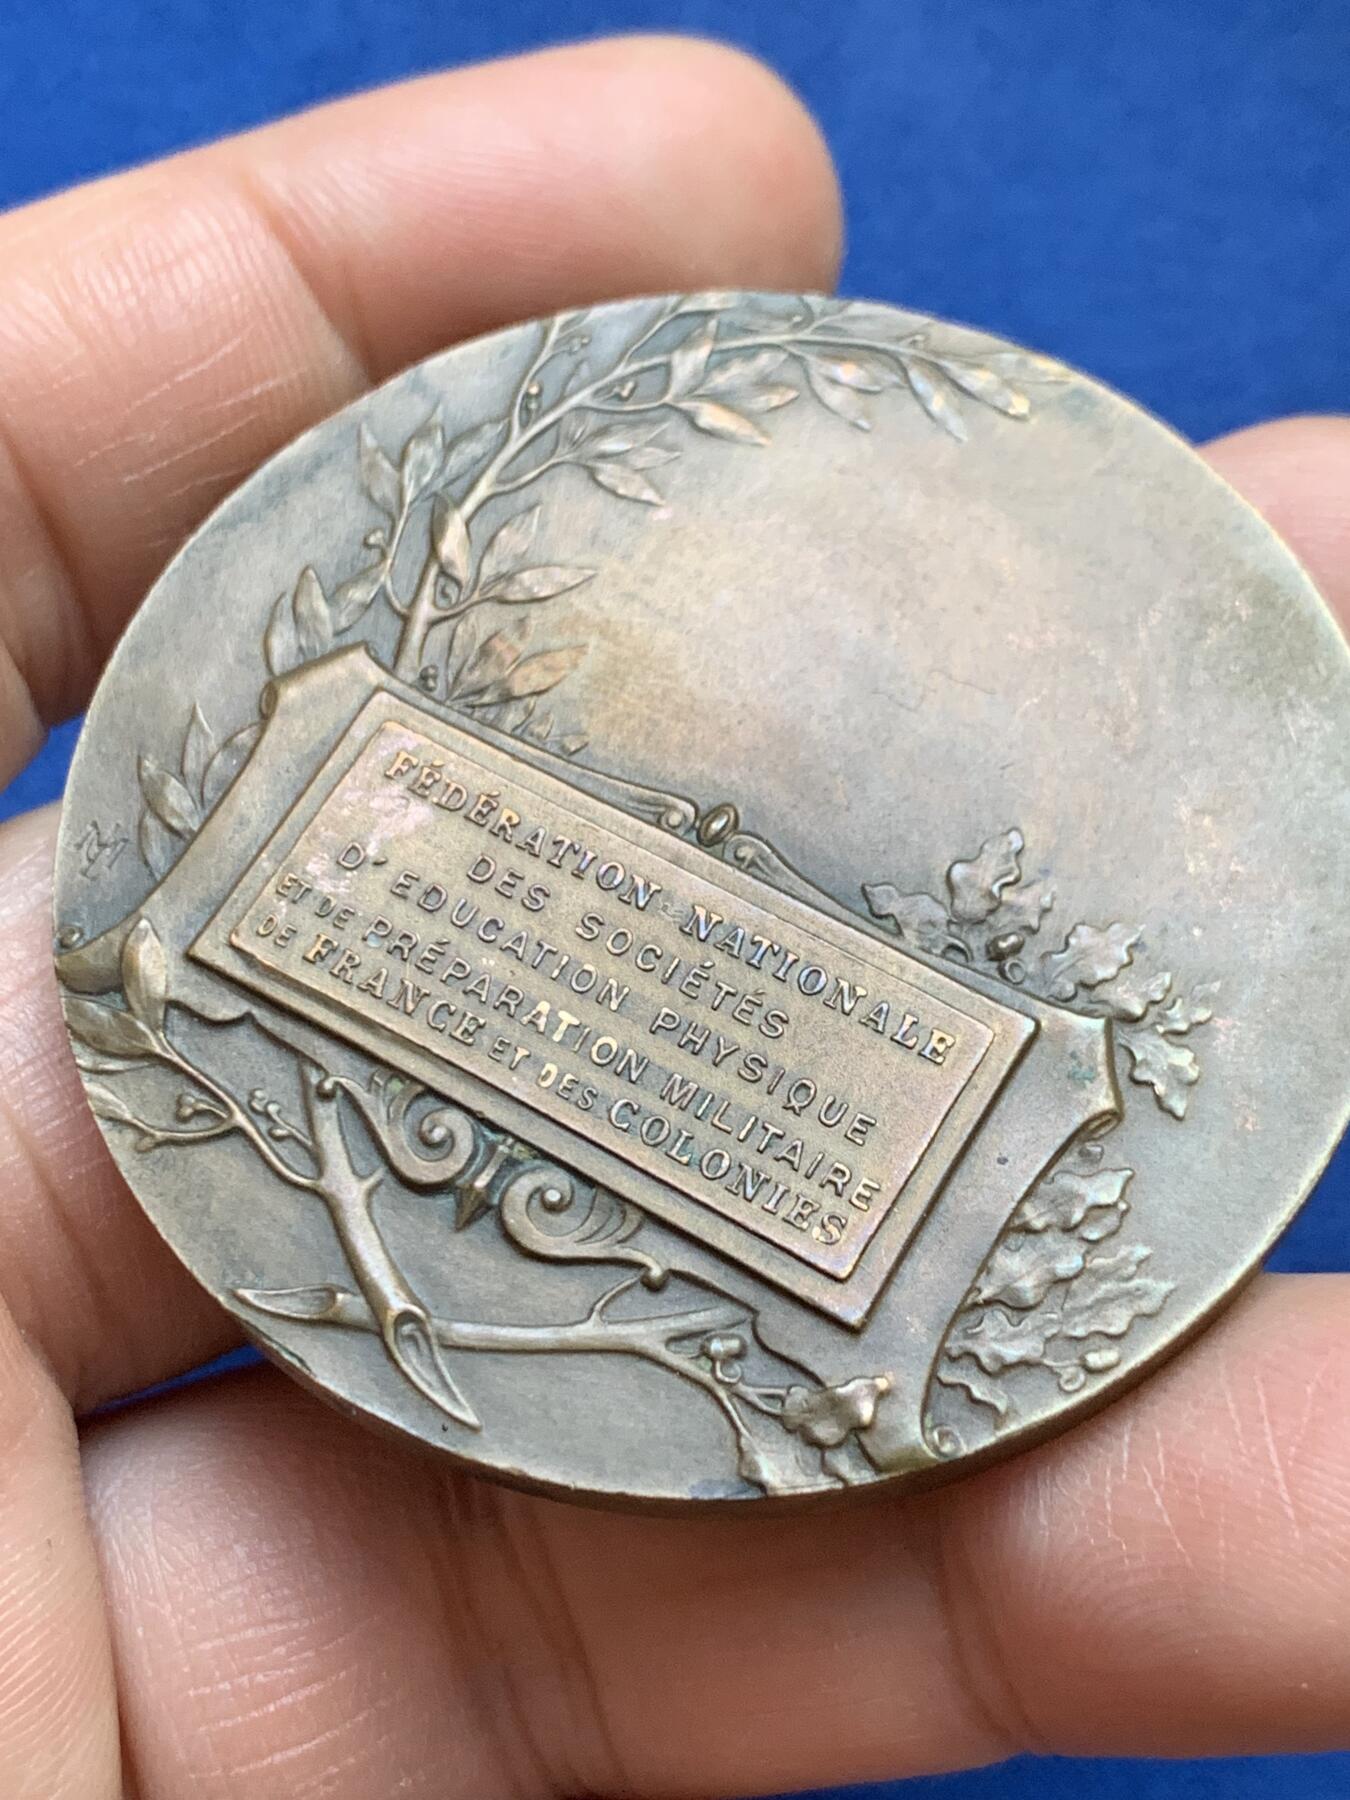 FÉDÉRATION NATIONALE
DES SOCIÉTÉS
D'EDUCATION PHYSIQUE
ET DE PRÉPARATION MILITAIRE
DE FRANCE ET DES COLONIES